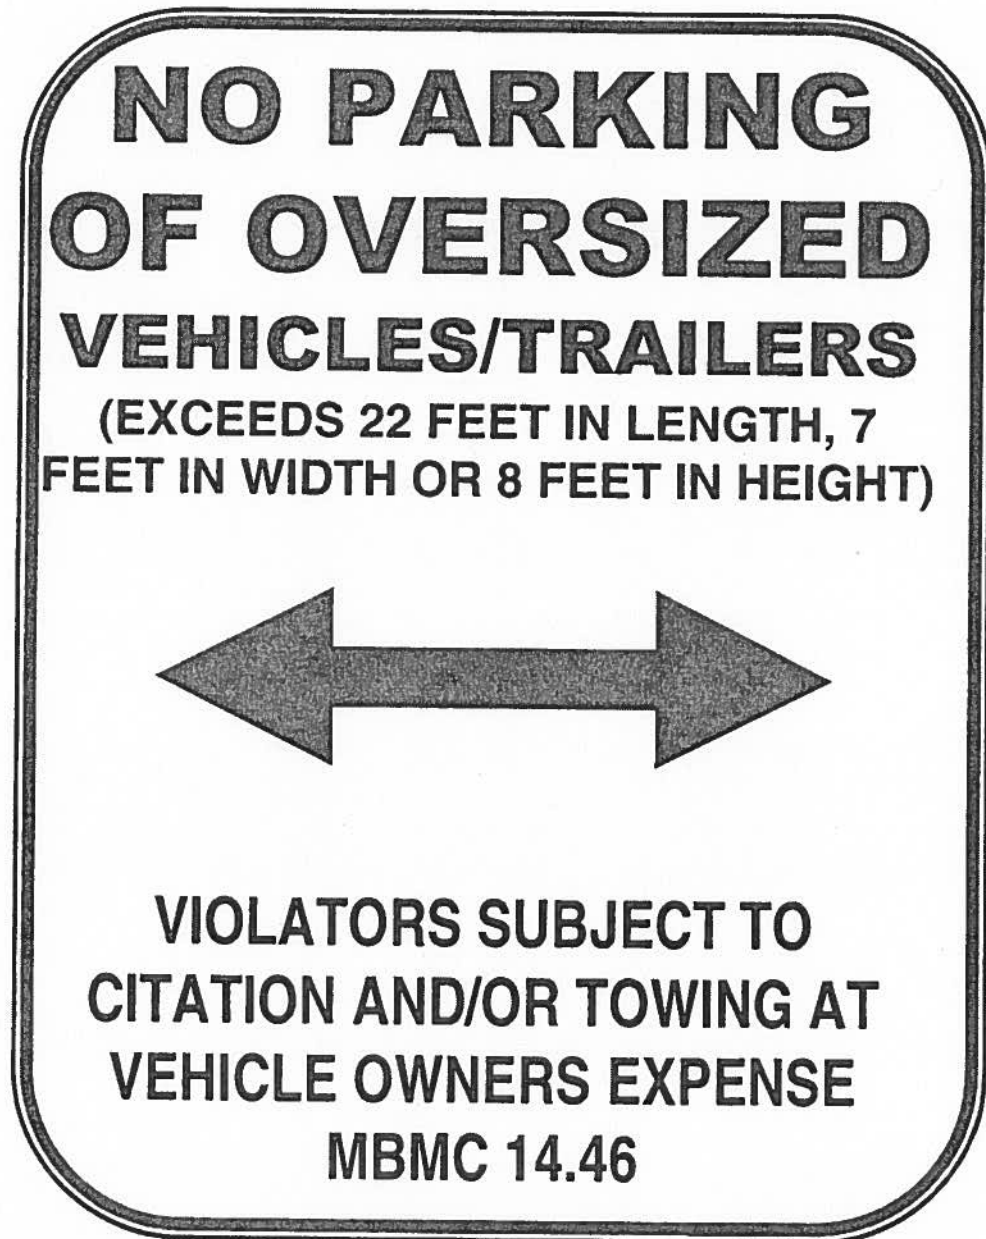 NO PARKING
OF OVERSIZED
VEHICLES/TRAILERS
(EXCEEDS 22 FEET IN LENGTH, 7
FEET IN WIDTH OR 8 FEET IN HEIGHT)
VIOLATORS SUBJECT TO
CITATION AND/OR TOWING AT
VEHICLE OWNERS EXPENSE
MBMC 14.46